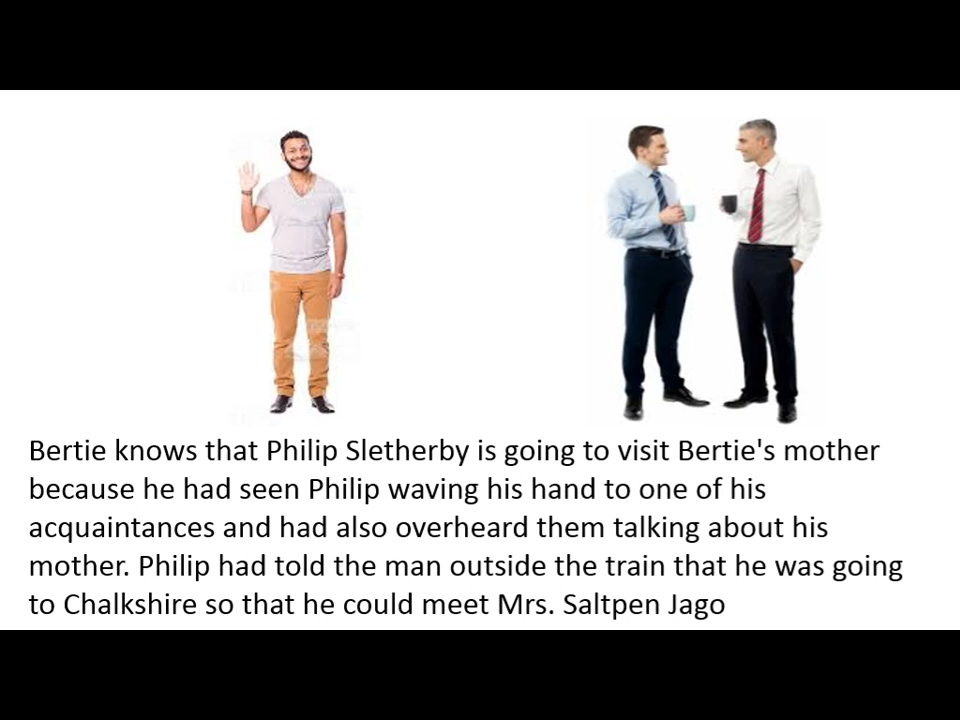 Bertie knows that Philip Sletherby is going to visit Bertie's mother
because he had seen Philip waving his hand to one of his
acquaintances and had also overheard them talking about his
mother. Philip had told the man outside the train that he was going
to Chalkshire so that he could meet Mrs. Saltpen Jago